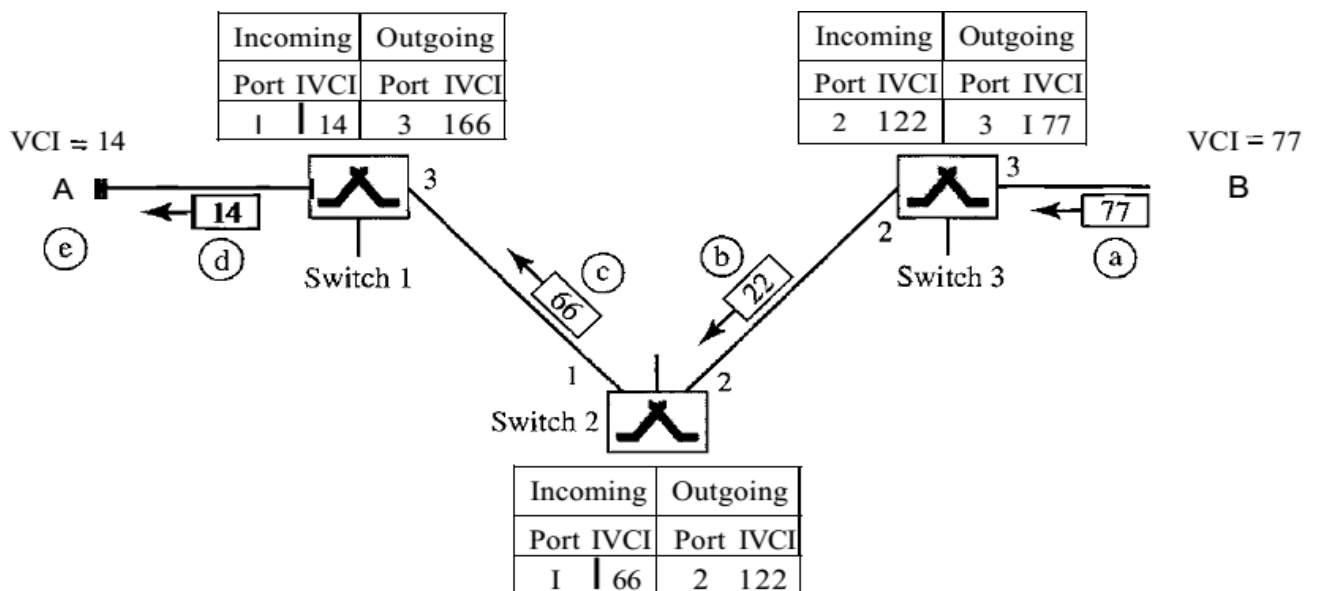 Incoming Outgoing
Port IVCI Port IVCI
I 14 3 166
Incoming Outgoing
Port IVCI Port IVCI
2 122 3 I 77
VCI = 14
VCI = 77
A
14
e
d
Switch 1
3
c
66
b
22
2
Switch 3
3
77
a
B
1
2
Switch 2
Incoming Outgoing
Port IVCI Port IVCI
I 66 2 122